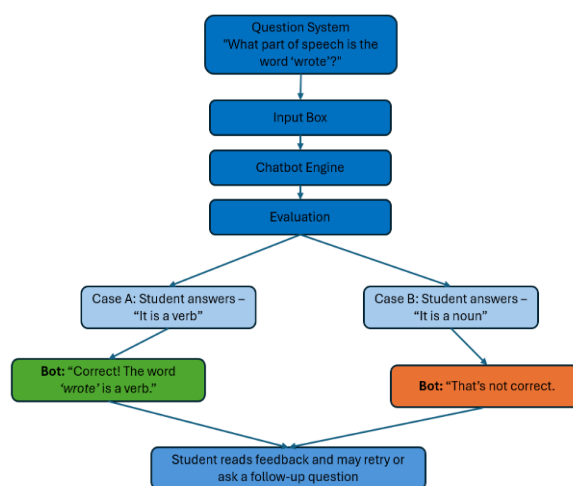 Question System
"What part of speech is the
word ‘wrote’?"
Input Box
Chatbot Engine
Evaluation
Case A: Student answers –
“It is a verb”
Case B: Student answers –
“It is a noun”
Bot: “Correct! The word
‘wrote’ is a verb.”
Bot: “That’s not correct.
Student reads feedback and may retry or
ask a follow-up question